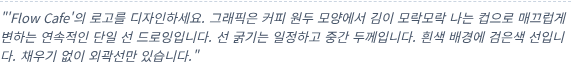 "'Flow Cafe'의 로고를 디자인하세요. 그래픽은 커피 원두 모양에서 김이 모락모락 나는 컵으로 매끄럽게
변하는 연속적인 단일 선 드로잉입니다. 선 굵기는 일정하고 중간 두께입니다. 흰색 배경에 검은색 선입니
다. 채우기 없이 외곽선만 있습니다."